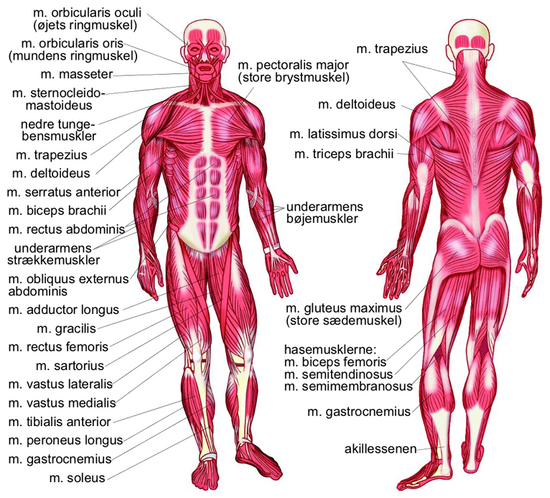 m. orbicularis oculi
(øjets ringmuskel)
m. orbicularis oris
(mundens ringmuskel)
m. masseter
m. sternocleido-
mastoideus
nedre tunge-
bensmuskler
m. trapezius
m. deltoideus
m. serratus anterior
m. biceps brachii
m. rectus abdominis
underarmens
strækkemuskler
m. obliquus externus
abdominis
m. adductor longus
m. gracilis
m. rectus femoris
m. sartorius
m. vastus lateralis
m. vastus medialis
m. tibialis anterior
m. peroneus longus
m. gastrocnemius
m. soleus
m. pectoralis major
(store brystmuskel)
underarmens
bøjemuskler
m. trapezius
m. deltoideus
m. latissimus dorsi
m. triceps brachii
m. gluteus maximus
(store sædemuskel)
hasemusklerne:
m. biceps femoris
m. semitendinosus
m. semimembranosus
m. gastrocnemius
akillessenen